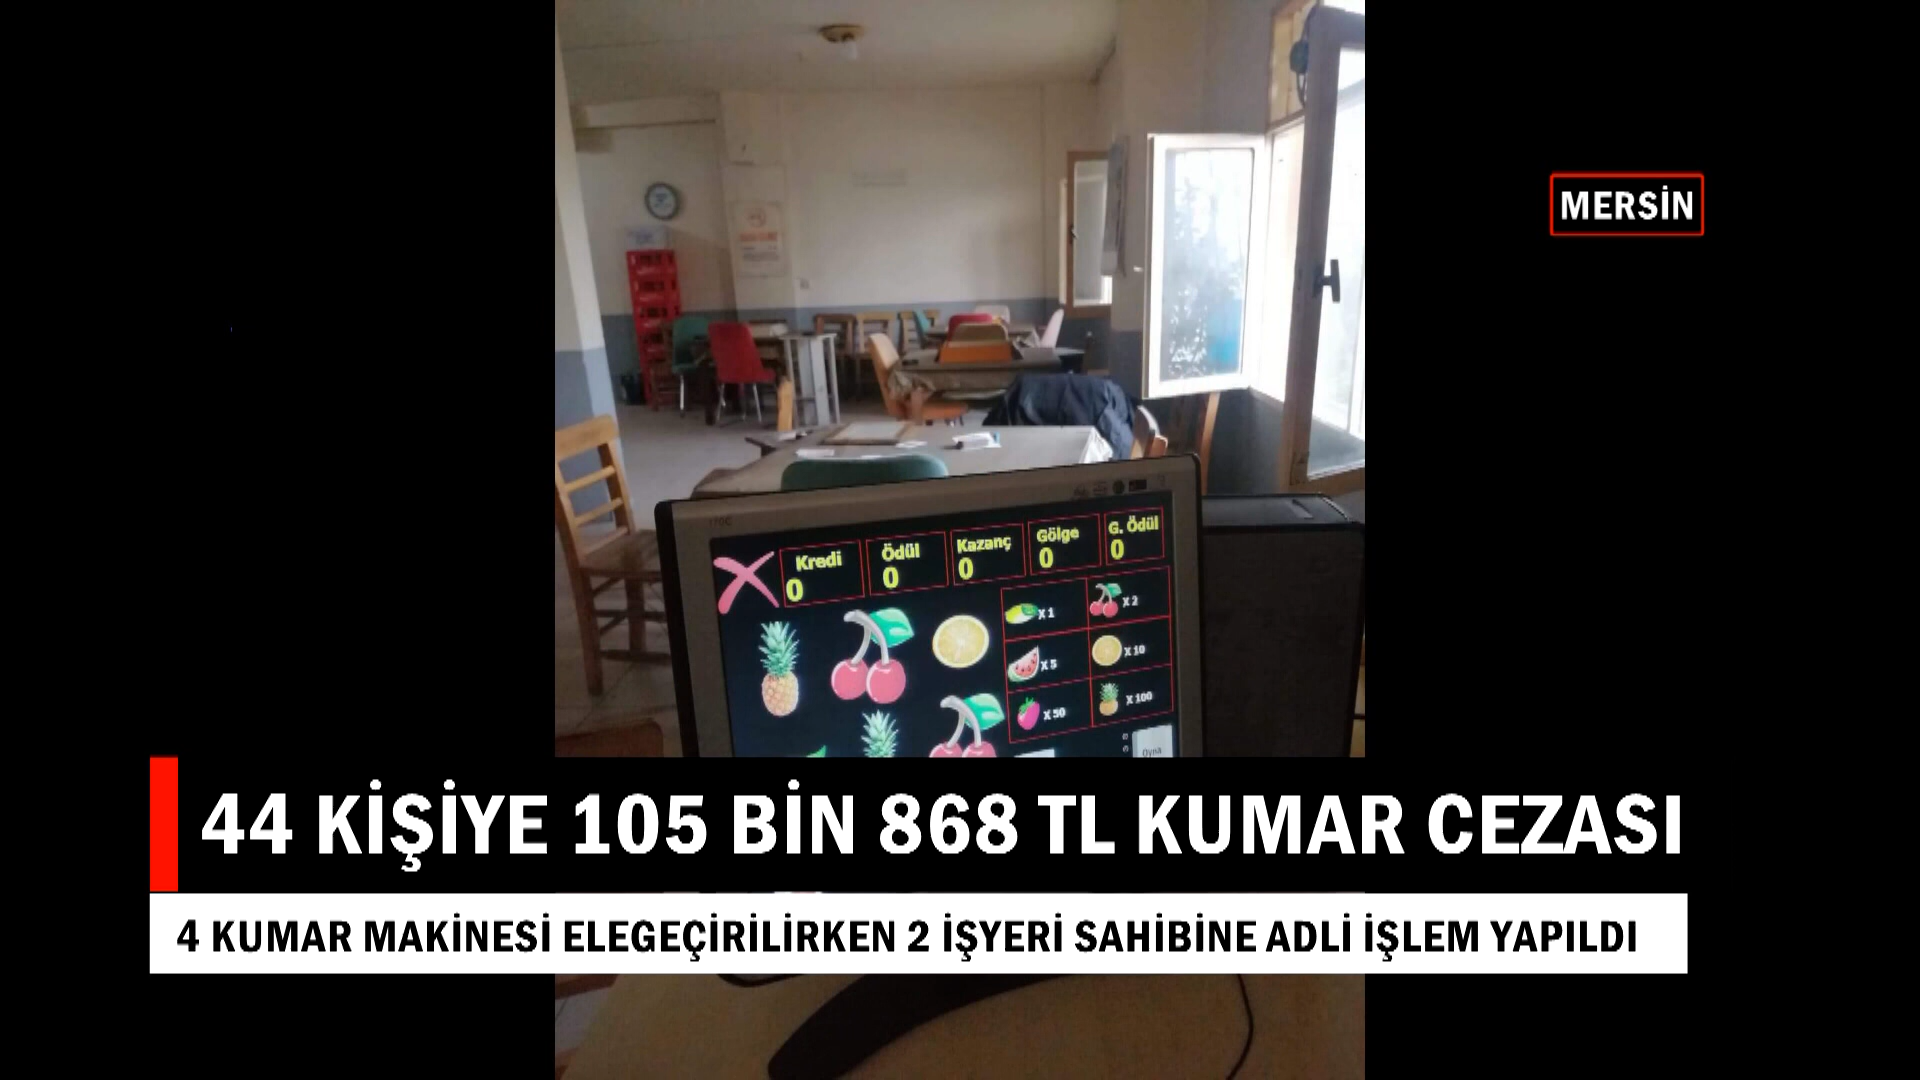 MERSİN
170C
Kredi
0
Ödül
0
Kazanç
0
Gölge
0
G. Ödül
0
X 1
X 2
X 5
X 10
X 50
X 100
Oyna
44 KİŞİYE 105 BİN 868 TL KUMAR CEZASI
4 KUMAR MAKİNESİ ELEGEÇİRİLİRKEN 2 İŞYERİ SAHİBİNE ADLİ İŞLEM YAPILDI